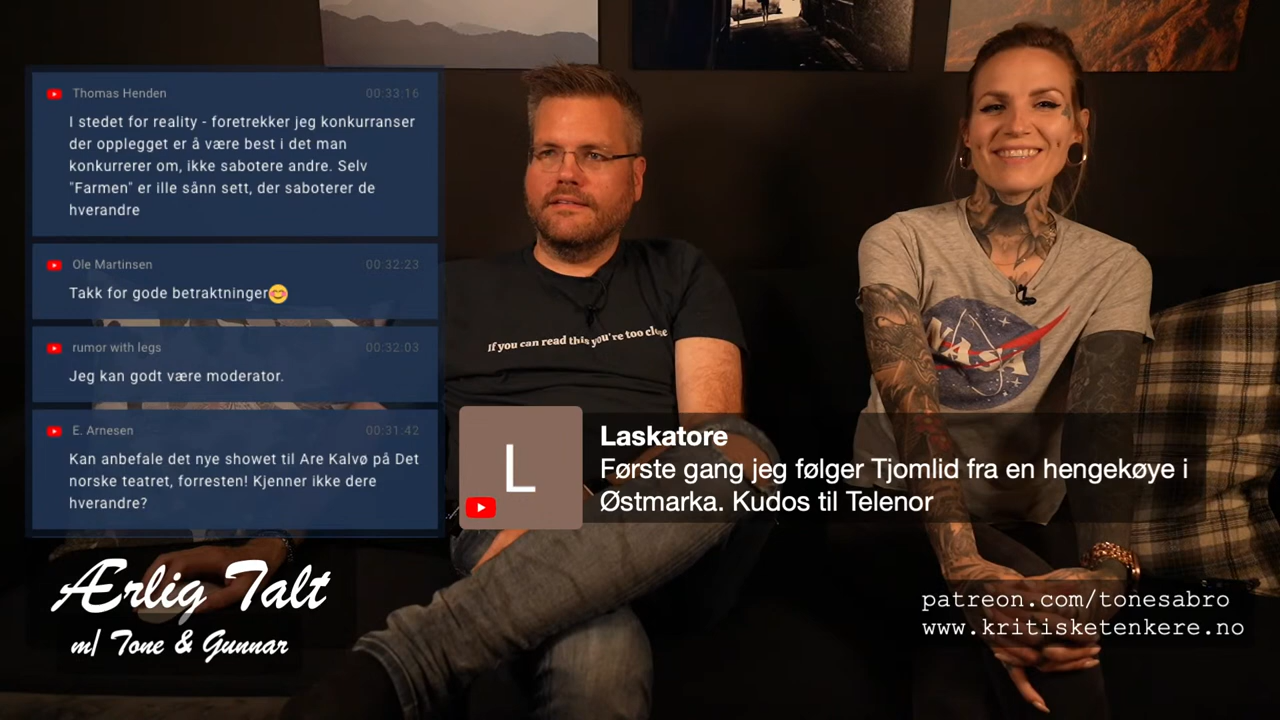 Thomas Henden 00:33:16
I stedet for reality - foretrekker jeg konkurranser
der opplegget er å være best i det man
konkurrerer om, ikke sabotere andre. Selv
"Farmen" er ille sånn sett, der saboterer de
hverandre
Ole Martinsen 00:32:23
Takk for gode betraktninger😁
rumor with legs 00:32:03
Jeg kan godt være moderator.
E. Arnesen 00:31:42
Kan anbefale det nye showet til Are Kalvø på Det
norske teatret, forresten! Kjenner ikke dere
hverandre?
If you can read this you're too close
NASA
L
Laskatore
Første gang jeg følger Tjomlid fra en hengekøye i
Østmarka. Kudos til Telenor
Ærlig Talt
m/ Tone & Gunnar
patreon.com/tonesabro
www.kritisketenkere.no